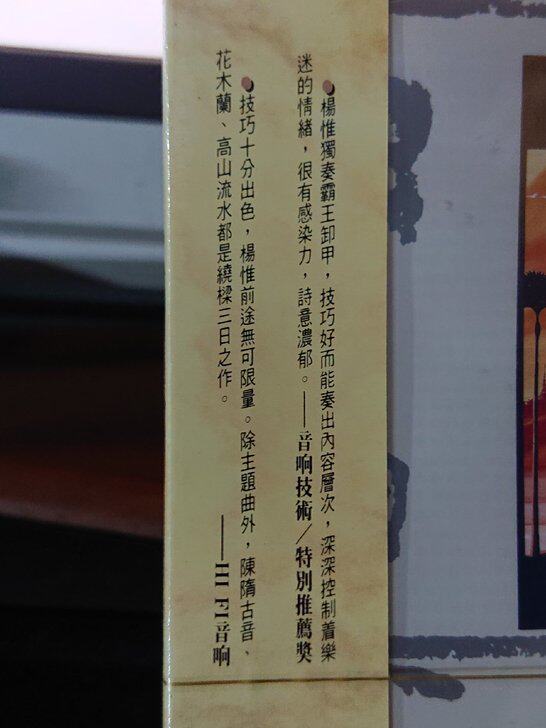 ●楊惟獨奏霸王卸甲，技巧好而能奏出內容層次，深深控制着樂
迷的情緒，很有感染力，詩意濃郁。——音响技術／特別推薦獎
●技巧十分出色，楊惟前途無可限量。除主題曲外，陳隋古音、
花木蘭、高山流水都是繞樑三日之作。
——HI FI音响